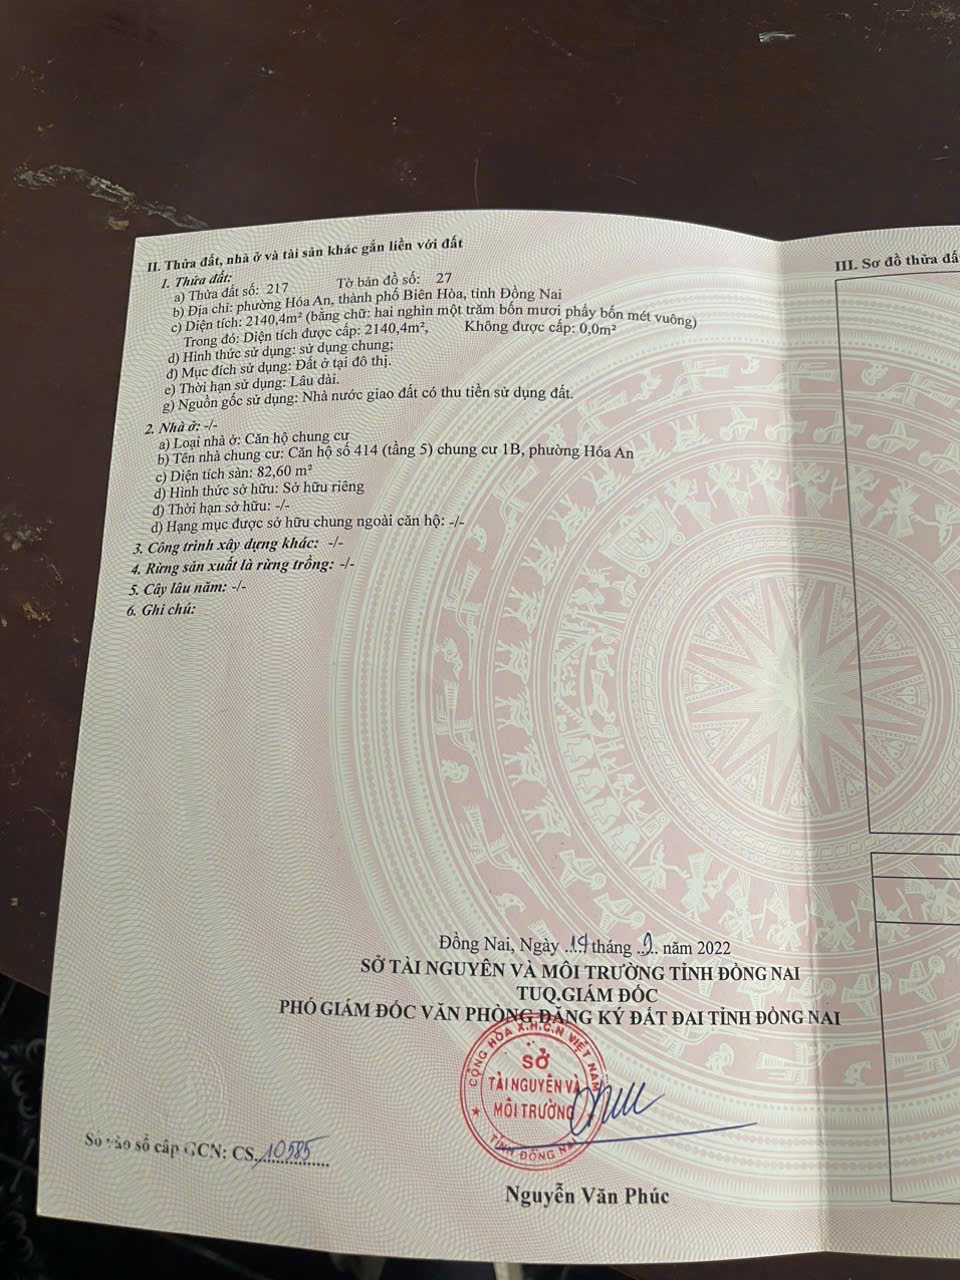 II. Thửa đất, nhà ở và tài sản khác gắn liền với đất
1. Thửa đất:
a) Thửa đất số: 217 Tờ bản đồ số: 27
b) Địa chỉ: phường Hóa An, thành phố Biên Hòa, tỉnh Đồng Nai
c) Diện tích: 2140,4m² (bằng chữ: hai nghìn một trăm bốn mươi phẩy bốn mét vuông)
Trong đó: Diện tích được cấp: 2140,4m², Không được cấp: 0,0m²
d) Hình thức sử dụng: sử dụng chung;
đ) Mục đích sử dụng: Đất ở tại đô thị.
e) Thời hạn sử dụng: Lâu dài.
g) Nguồn gốc sử dụng: Nhà nước giao đất có thu tiền sử dụng đất.
2. Nhà ở: -/-
a) Loại nhà ở: Căn hộ chung cư
b) Tên nhà chung cư: Căn hộ số 414 (tầng 5) chung cư 1B, phường Hóa An
c) Diện tích sàn: 82,60 m²
d) Hình thức sở hữu: Sở hữu riêng
đ) Thời hạn sở hữu: -/-
d) Hạng mục được sở hữu chung ngoài căn hộ: -/-
3. Công trình xây dựng khác: -/-
4. Rừng sản xuất là rừng trồng: -/-
5. Cây lâu năm: -/-
6. Ghi chú:
III. Sơ đồ thửa đấ
Đồng Nai, Ngày 19 tháng 9 năm 2022
SỞ TÀI NGUYÊN VÀ MÔI TRƯỜNG TỈNH ĐỒNG NAI
TUQ.GIÁM ĐỐC
PHÓ GIÁM ĐỐC VĂN PHÒNG ĐĂNG KÝ ĐẤT ĐAI TỈNH ĐỒNG NAI
CỘNG HÒA X.H.C.N VIỆT NAM
SỞ
TÀI NGUYÊN VÀ
MÔI TRƯỜNG
TỈNH ĐỒNG NAI
Số vào sổ cấp GCN: CS.10585
Nguyễn Văn Phúc